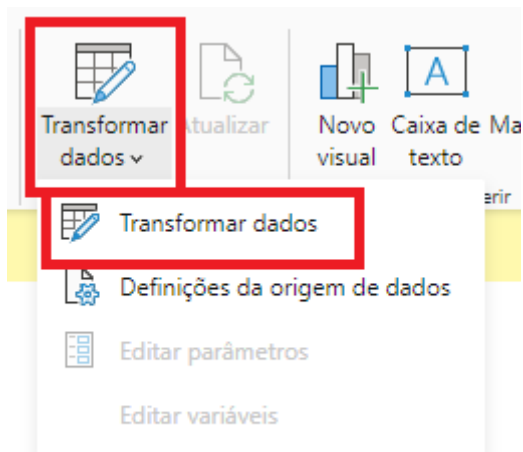 Transformar
dados
Atualizar
Novo
visual
Caixa de
texto
Ma
erir
Transformar dados
Definições da origem de dados
Editar parâmetros
Editar variáveis
A